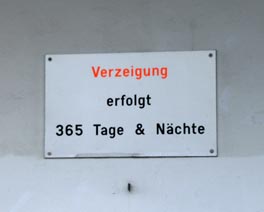 Verzeigung
erfolgt
365 Tage & Nächte